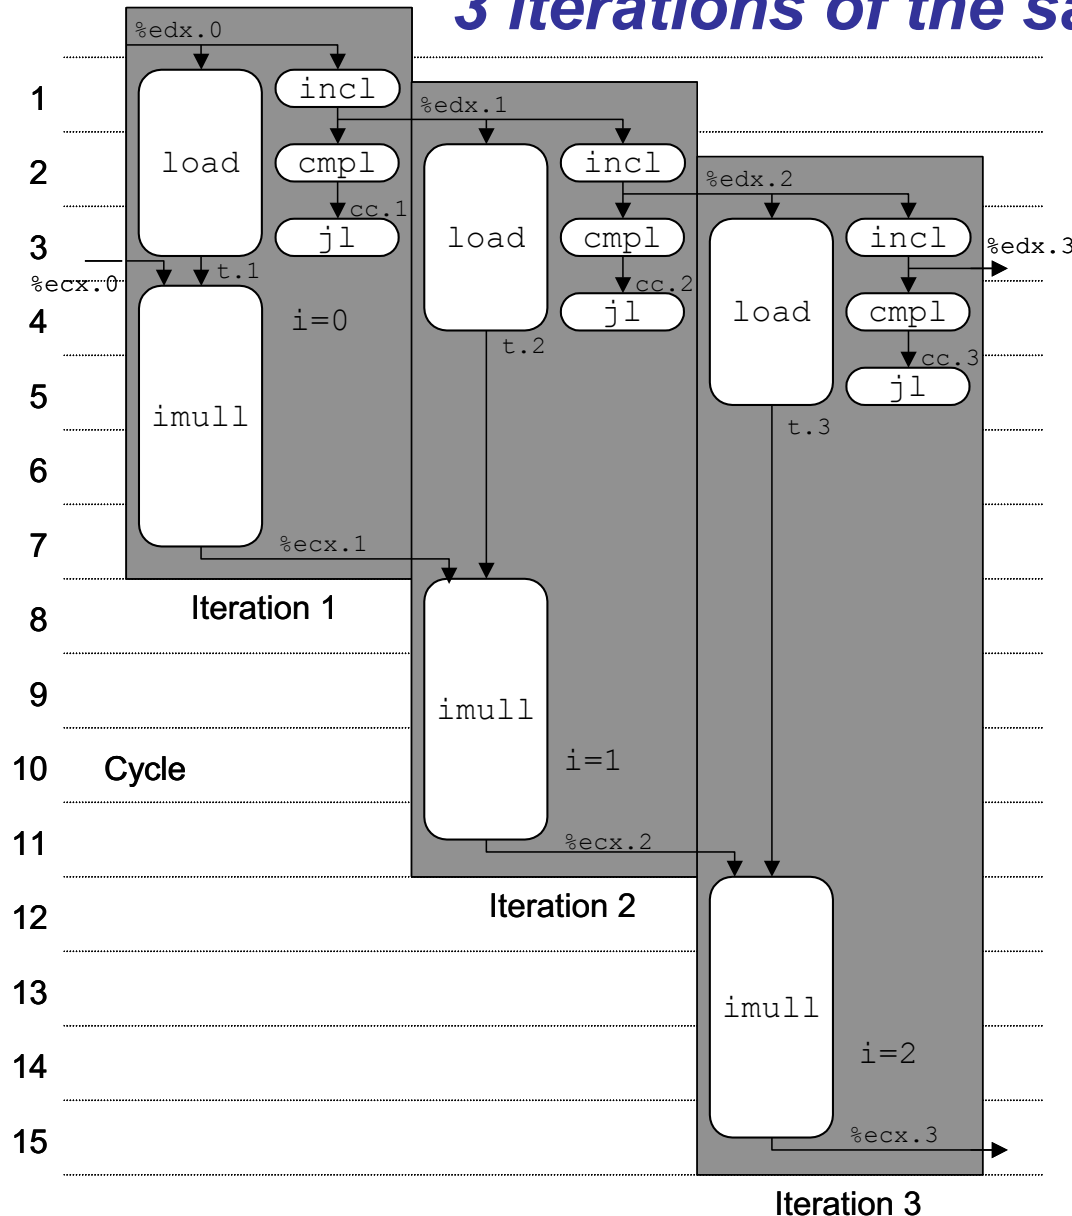 3 Iterations of the sa
%edx.0
1
load
incl
%edx.1
2
cmpl
load
incl
%edx.2
cc.1
3
jl
cmpl
load
incl
%edx.3
t.1
%ecx.0
cc.2
4
i=0
jl
cmpl
t.2
cc.3
5
imull
jl
t.3
6
7
%ecx.1
Iteration 1
8
9
imull
10
Cycle
i=1
11
%ecx.2
Iteration 2
12
13
imull
14
i=2
15
%ecx.3
Iteration 3